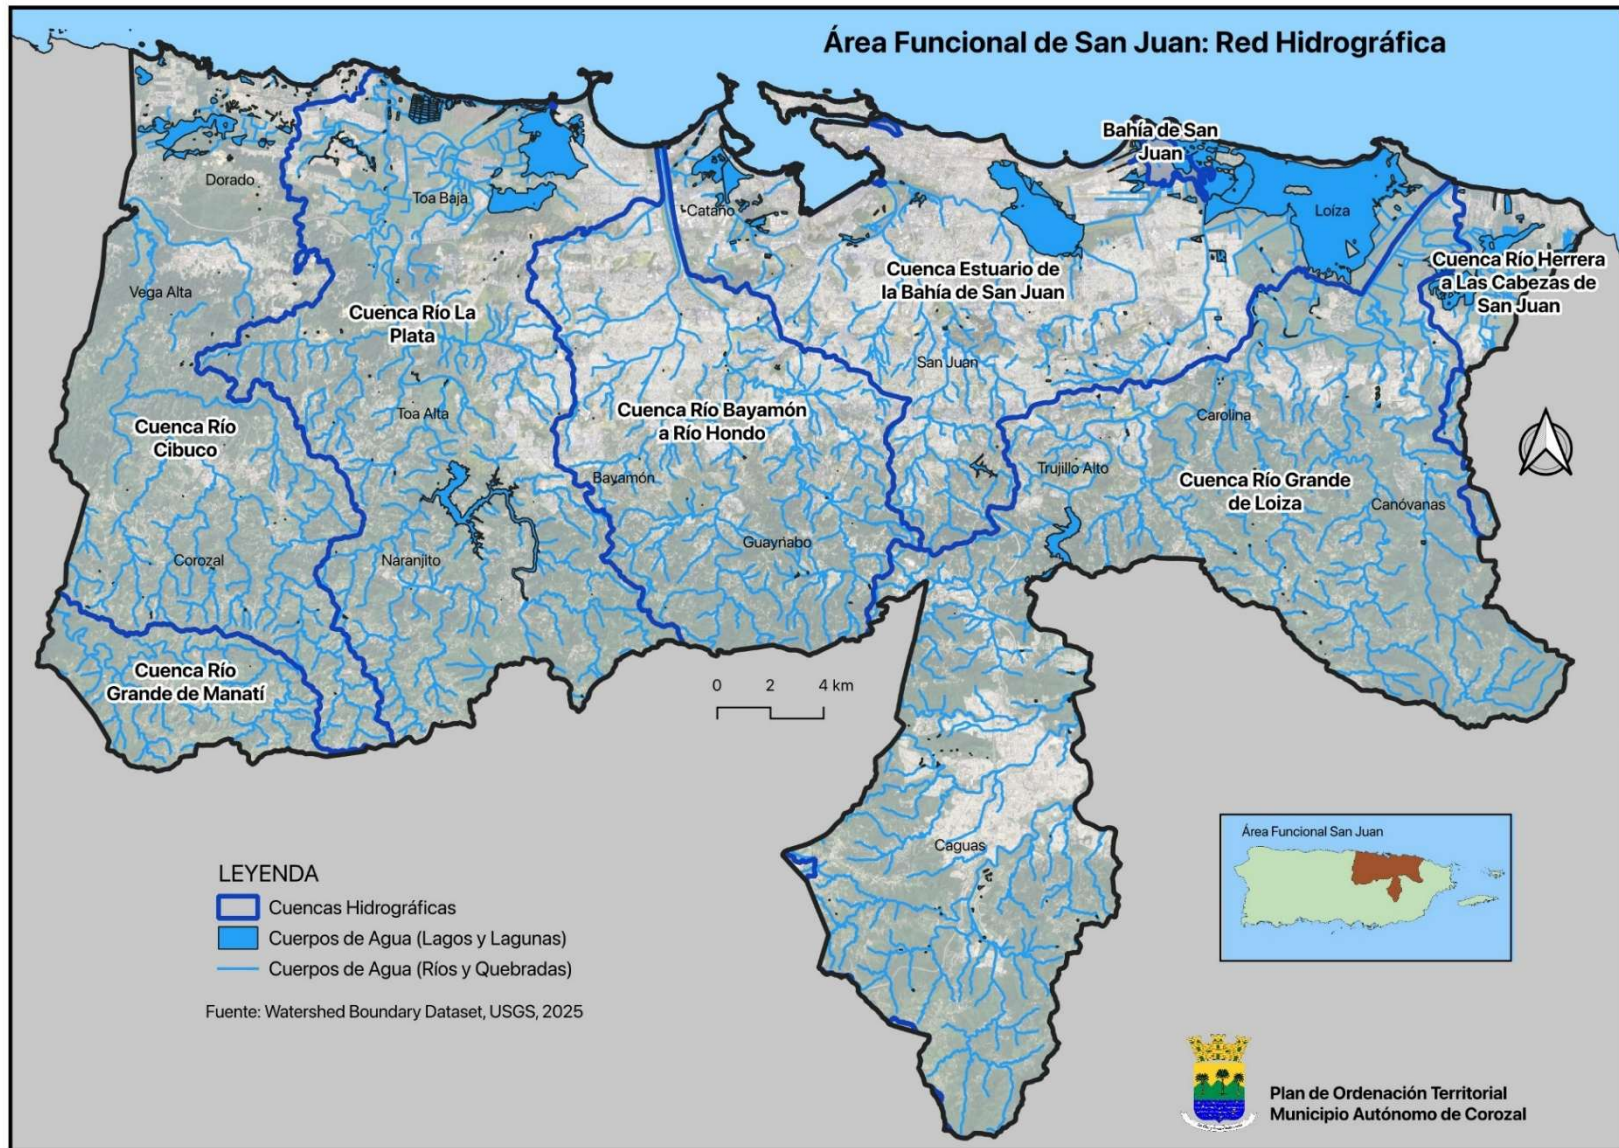 Área Funcional de San Juan: Red Hidrográfica
Bahía de San
Juan
Dorado
Toa Baja
Cataño
Loíza
Cuenca Estuario de
la Bahía de San Juan
Cuenca Río Herrera
a Las Cabezas de
San Juan
Vega Alta
Cuenca Río La
Plata
San Juan
Cuenca Río
Cibuco
Toa Alta
Cuenca Río Bayamón
a Río Hondo
Carolina
Bayamón
Trujillo Alto
Cuenca Río Grande
de Loiza
Canóvanas
Corozal
Naranjito
Guaynabo
Cuenca Río
Grande de Manatí
0 2 4 km
Caguas
Área Funcional San Juan
LEYENDA
Cuencas Hidrográficas
Cuerpos de Agua (Lagos y Lagunas)
Cuerpos de Agua (Ríos y Quebradas)
Fuente: Watershed Boundary Dataset, USGS, 2025
Plan de Ordenación Territorial
Municipio Autónomo de Corozal